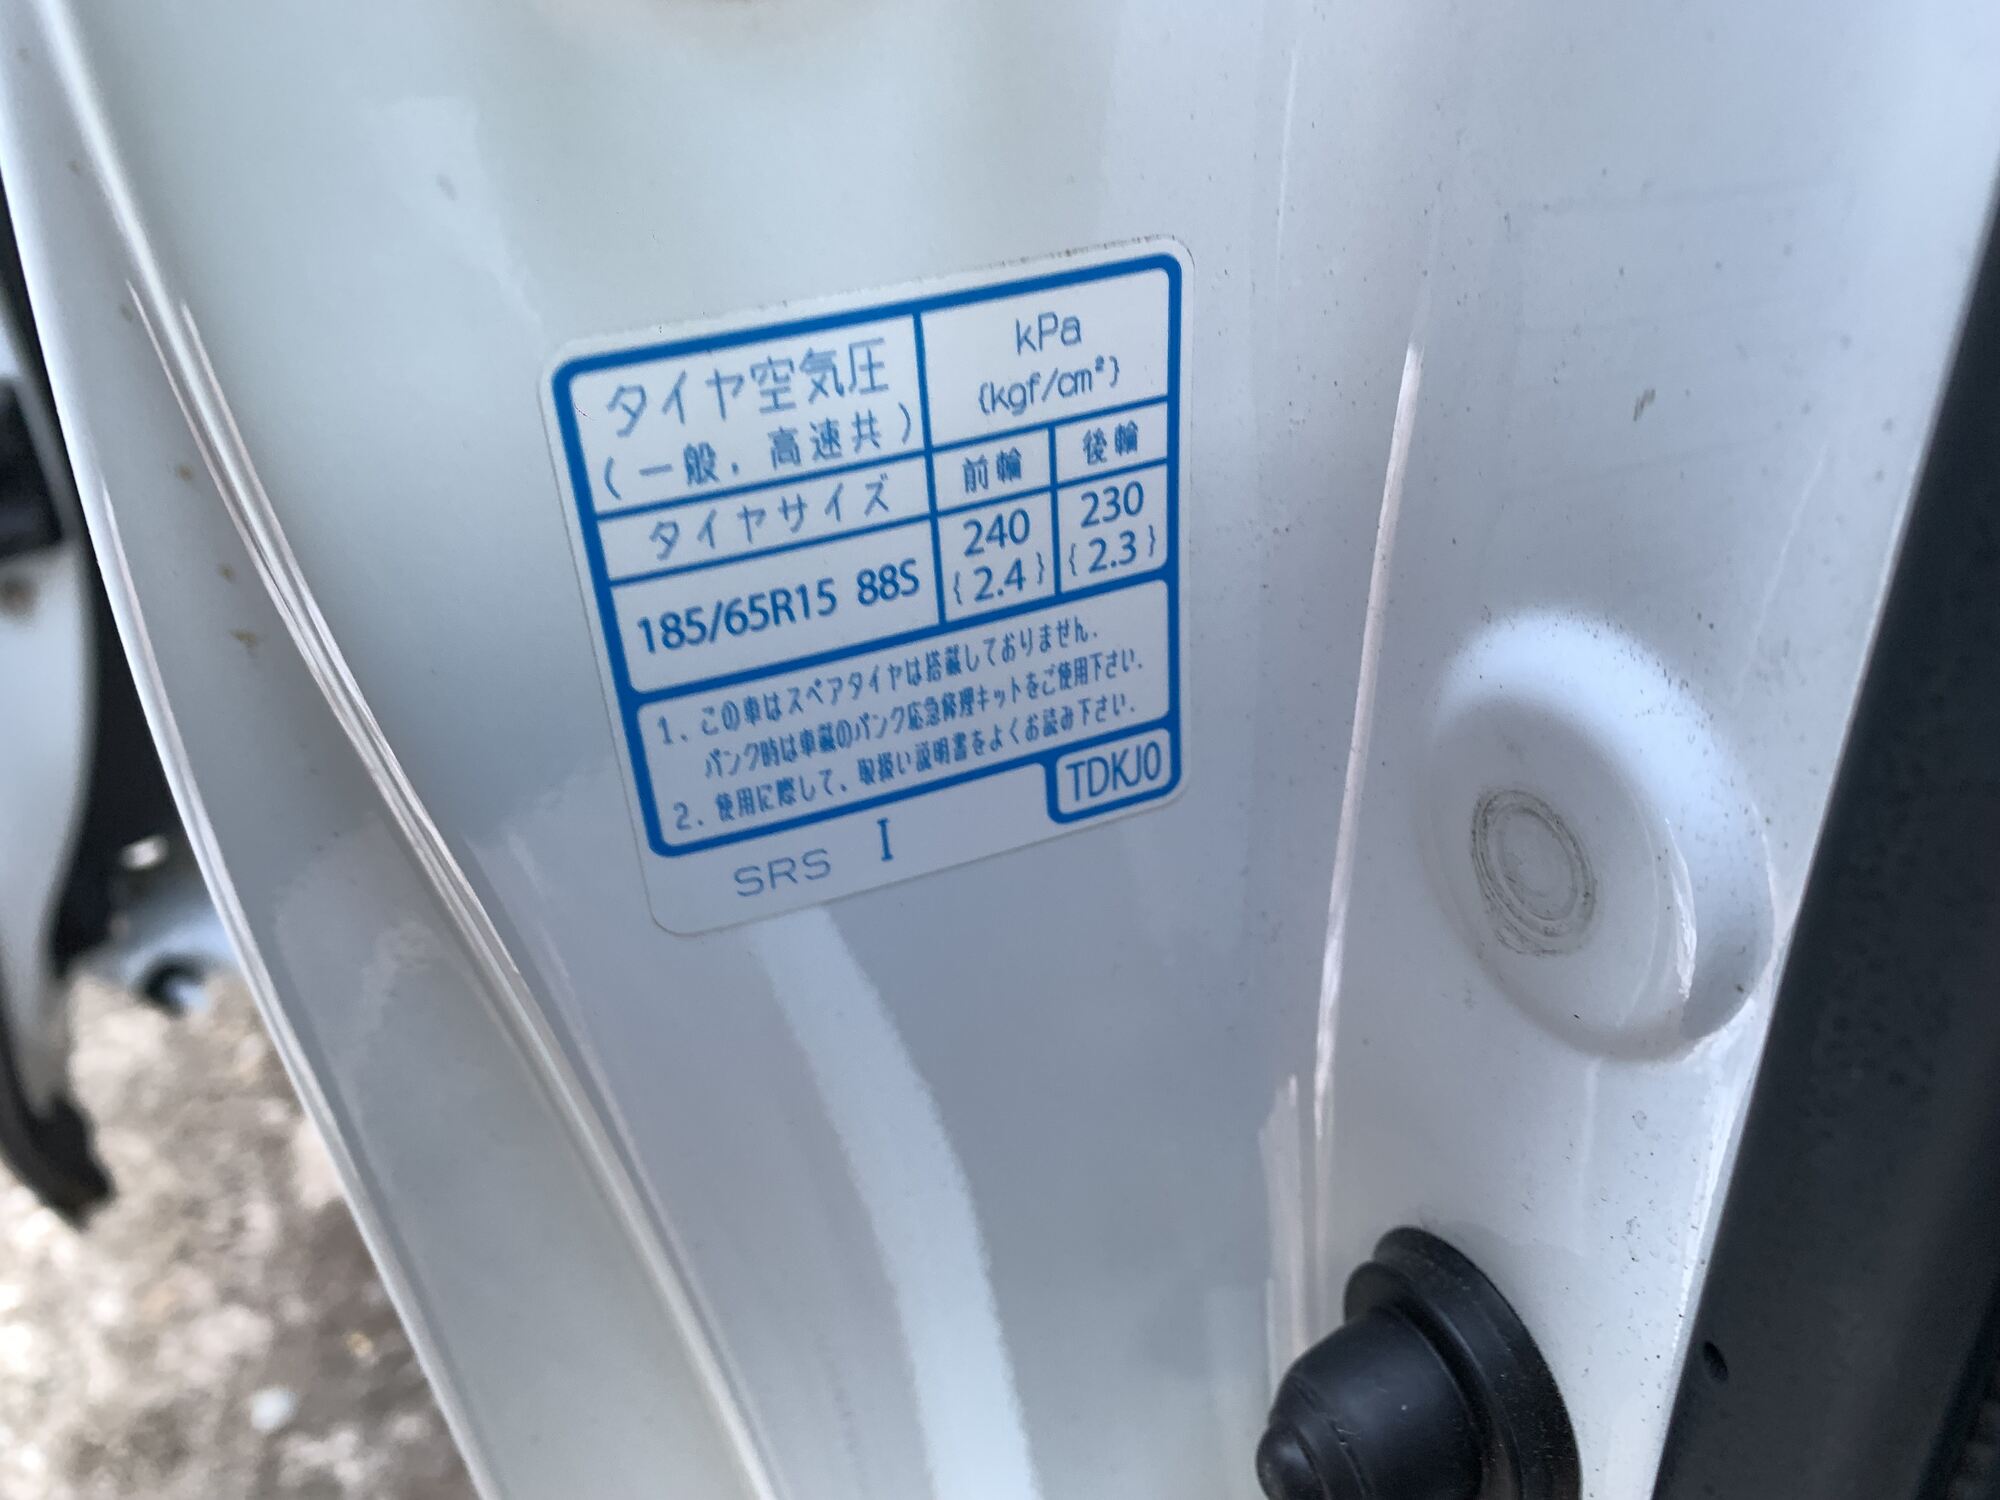 タイヤ空気圧
(一般，高速共)
kPa
{kgf/cm²}
タイヤサイズ
前輪
後輪
185/65R15 88S
240
{2.4}
230
{2.3}
1．この車はスペアタイヤは搭載しておりません．
パンク時は車載のパンク応急修理キットをご使用下さい．
2．使用に際して、取扱い説明書をよくお読み下さい．
TDKJ0
SRS I